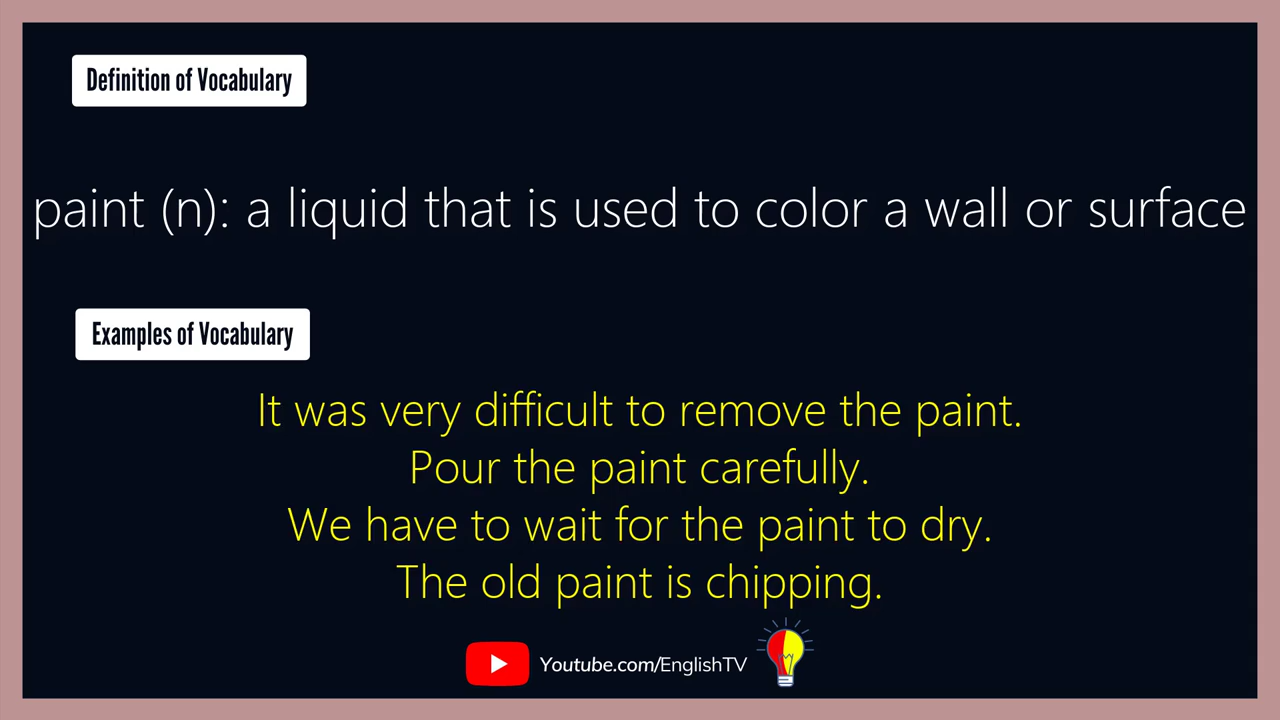 Definition of Vocabulary
paint (n): a liquid that is used to color a wall or surface
Examples of Vocabulary
It was very difficult to remove the paint.
Pour the paint carefully.
We have to wait for the paint to dry.
The old paint is chipping.
Youtube.com/EnglishTV